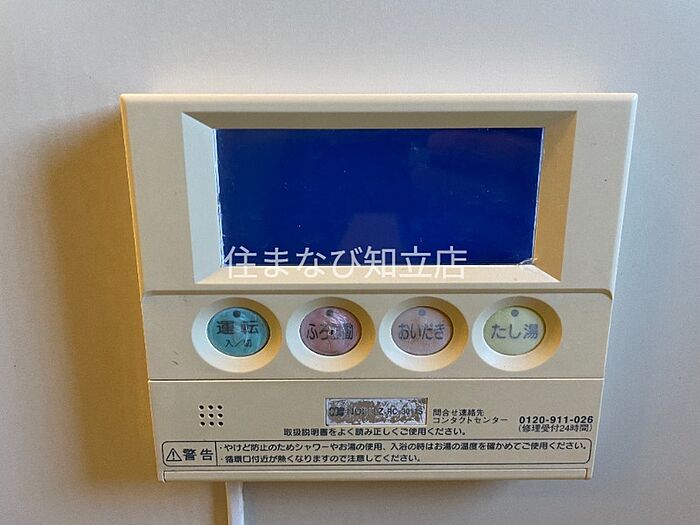 住まなび知立店
運転
入/切
ふろ自動
おいだき
たし湯
問合せ連絡先
コンタクトセンター
0120-911-026
(修理受付24時間)
取扱説明書をよく読み正しくご使用ください。
⚠警告
・やけど防止のためシャワーやお湯の使用、入浴の時はお湯の温度を確かめてご使用ください。
・循環口付近が熱くなりますので注意してください。